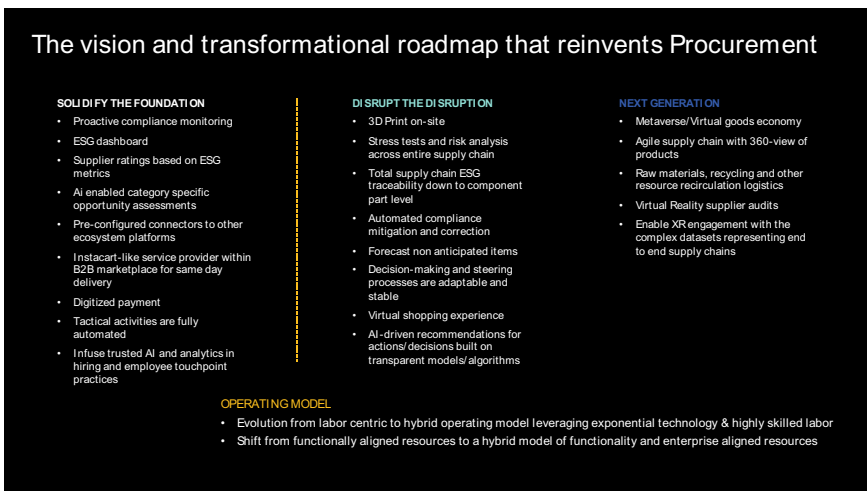 The vision and transformational roadmap that reinvents Procurement
SOLIDIFY THE FOUNDATION
• Proactive compliance monitoring
• ESG dashboard
• Supplier ratings based on ESG
metrics
• Ai enabled category specific
opportunity assessments
• Pre-configured connectors to other
ecosystem platforms
• Instacart-like service provider within
B2B marketplace for same day
delivery
• Digitized payment
• Tactical activities are fully
automated
• Infuse trusted AI and analytics in
hiring and employee touchpoint
practices
DISRUPT THE DISRUPTION
• 3D Print on-site
• Stress tests and risk analysis
across entire supply chain
• Total supply chain ESG
traceability down to component
part level
• Automated compliance
mitigation and correction
• Forecast non anticipated items
• Decision-making and steering
processes are adaptable and
stable
• Virtual shopping experience
• AI-driven recommendations for
actions/decisions built on
transparent models/algorithms
NEXT GENERATION
• Metaverse/Virtual goods economy
• Agile supply chain with 360-view of
products
• Raw materials, recycling and other
resource recirculation logistics
• Virtual Reality supplier audits
• Enable XR engagement with the
complex datasets representing end
to end supply chains
OPERATING MODEL
• Evolution from labor centric to hybrid operating model leveraging exponential technology & highly skilled labor
• Shift from functionally aligned resources to a hybrid model of functionality and enterprise aligned resources